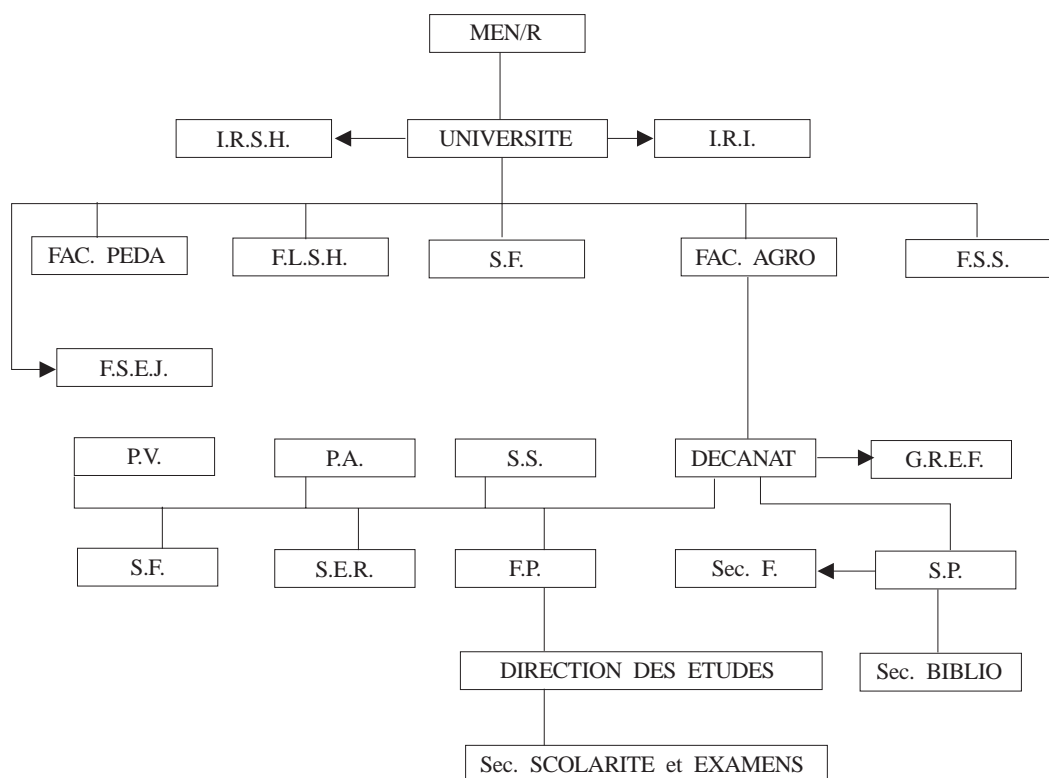 MEN/R
I.R.S.H.
UNIVERSITE
I.R.I.
FAC. PEDA
F.L.S.H.
S.F.
FAC. AGRO
F.S.S.
F.S.E.J.
P.V.
P.A.
S.S.
DECANAT
G.R.E.F.
S.F.
S.E.R.
F.P.
Sec. F.
S.P.
DIRECTION DES ETUDES
Sec. BIBLIO
Sec. SCOLARITE et EXAMENS